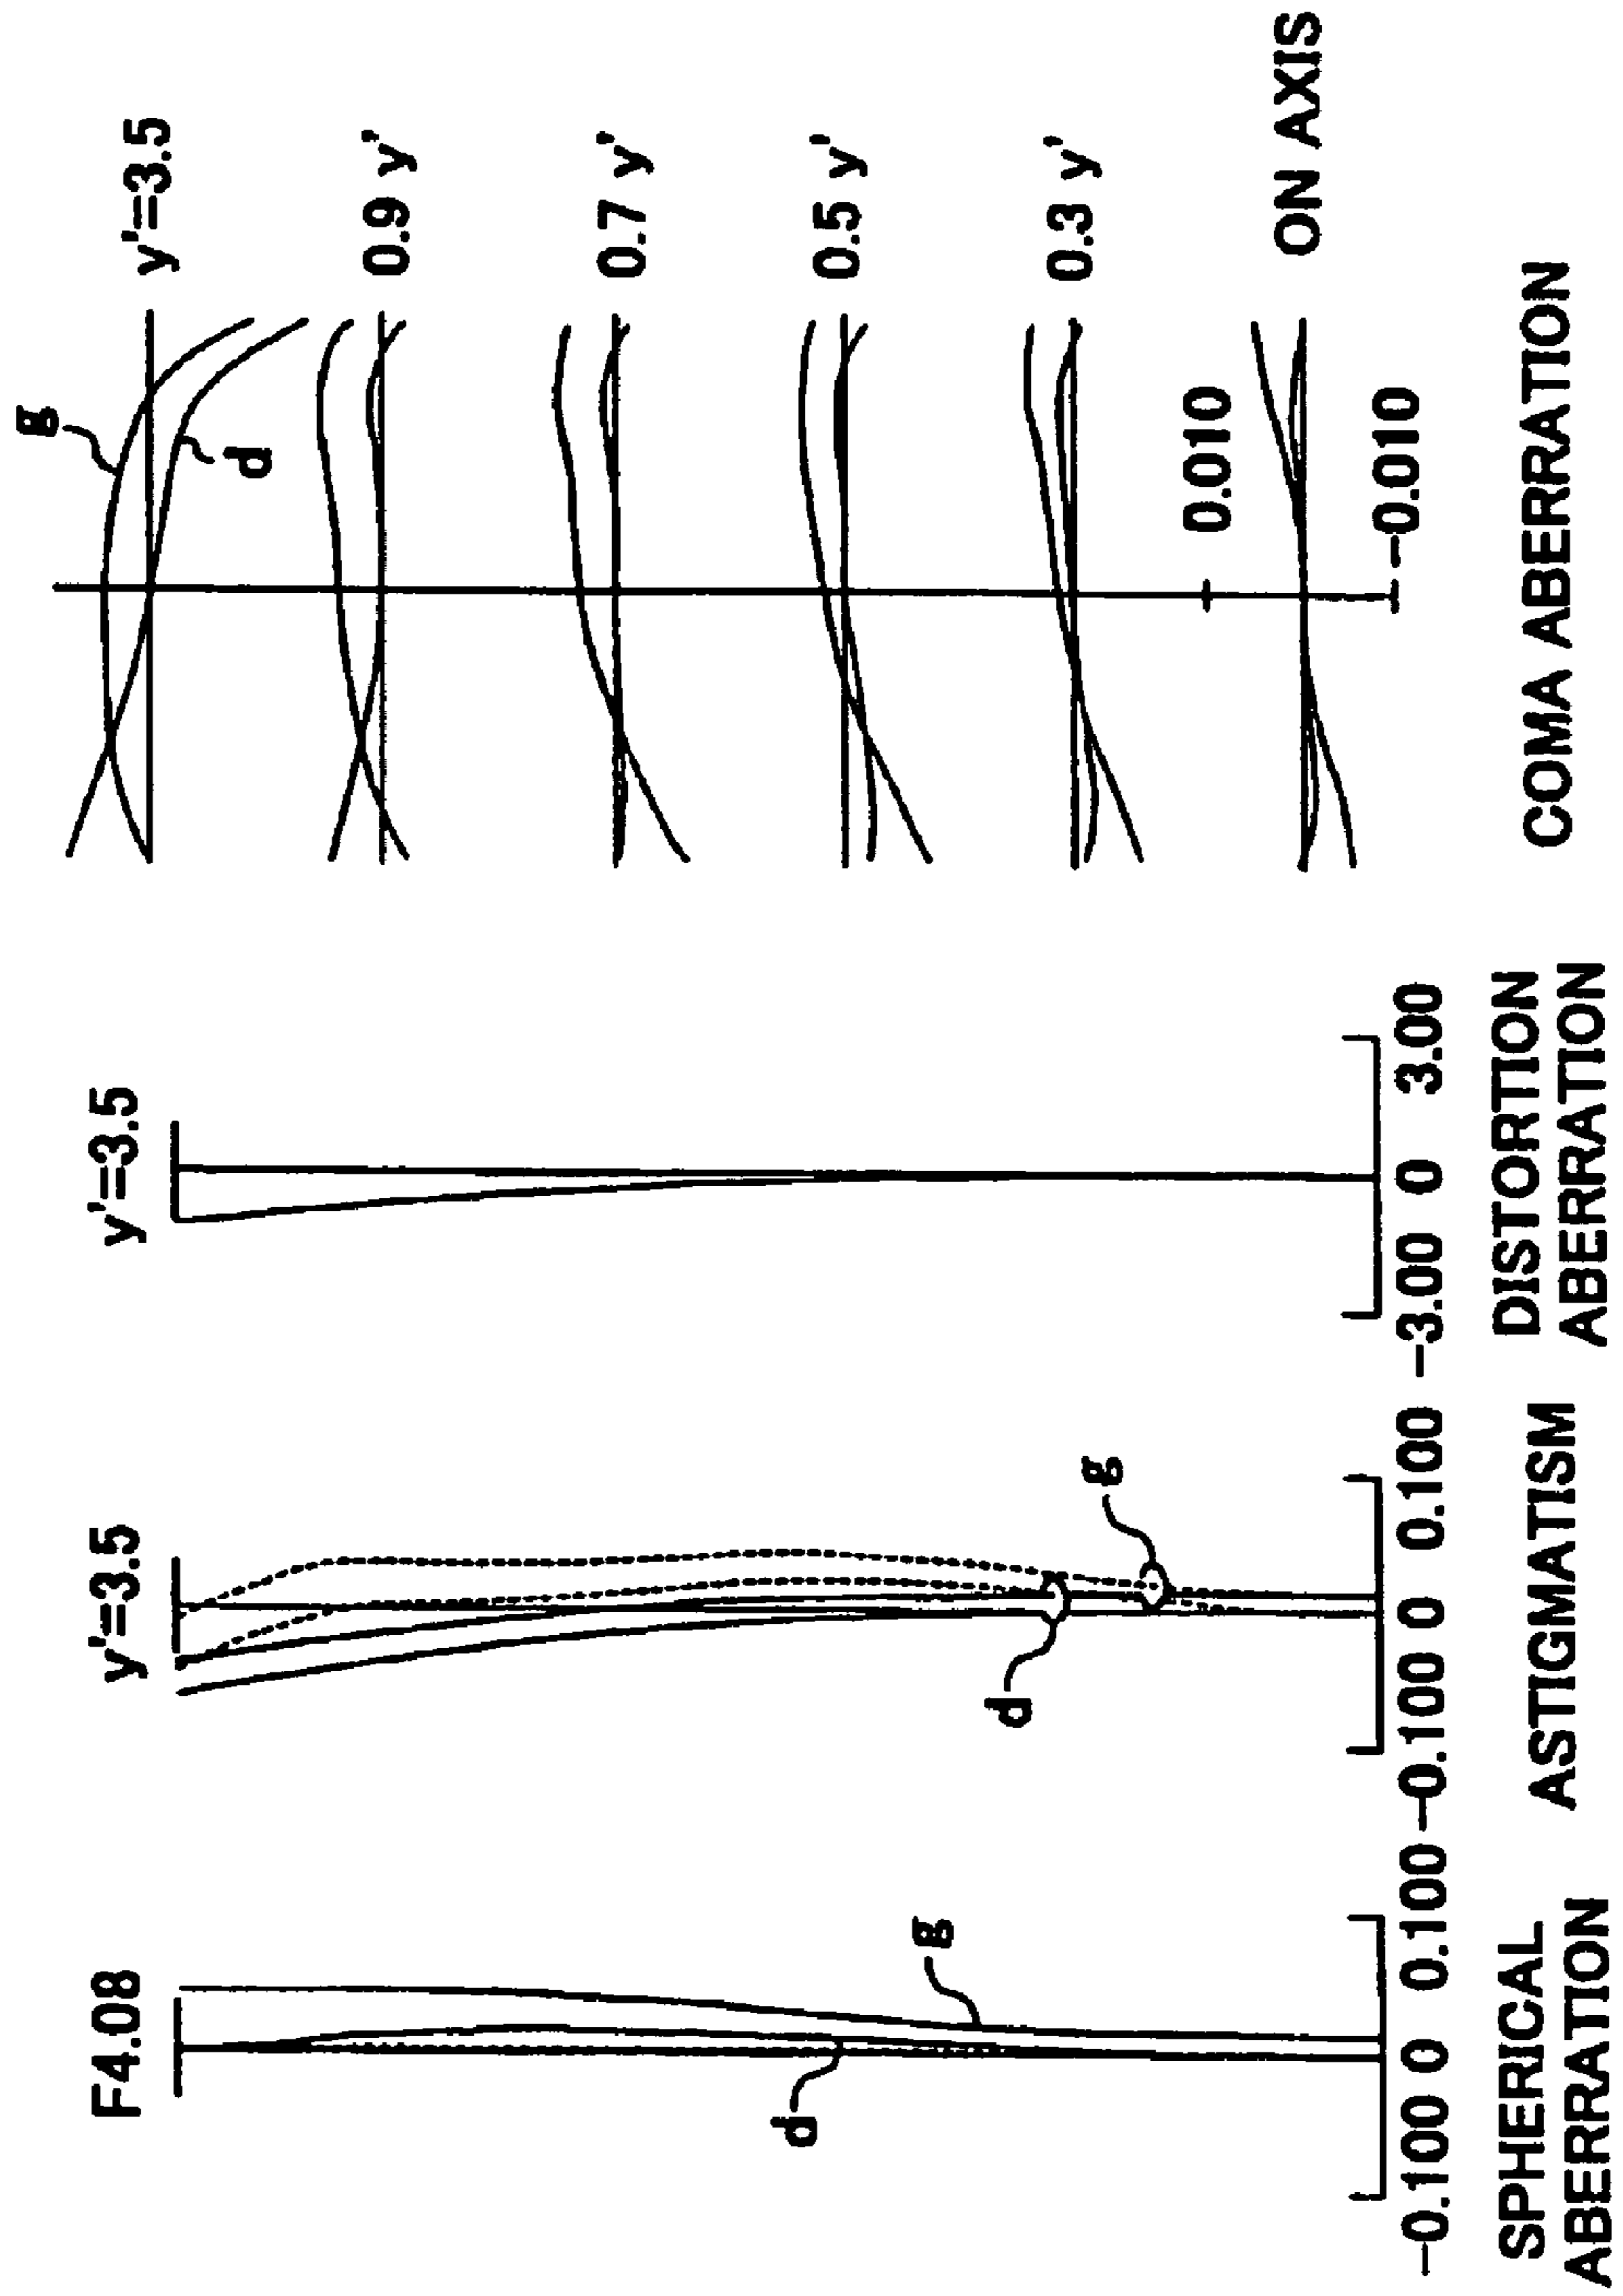 F4.08
g
d
-0.100 0 0.100
SPHERICAL
ABERRATION
y'=3.5
g
d
-0.100 0 0.100
ASTIGMATISM
y'=3.5
-3.00 0 3.00
DISTORTION
ABERRATION
g
d
y'=3.5
0.9 y'
0.7 y'
0.5 y'
0.3 y'
0.010
ON AXIS
-0.010
COMA ABERRATION